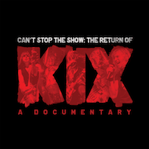 CAN'T STOP THE SHOW: THE RETURN OF
KIX
A DOCUMENTARY